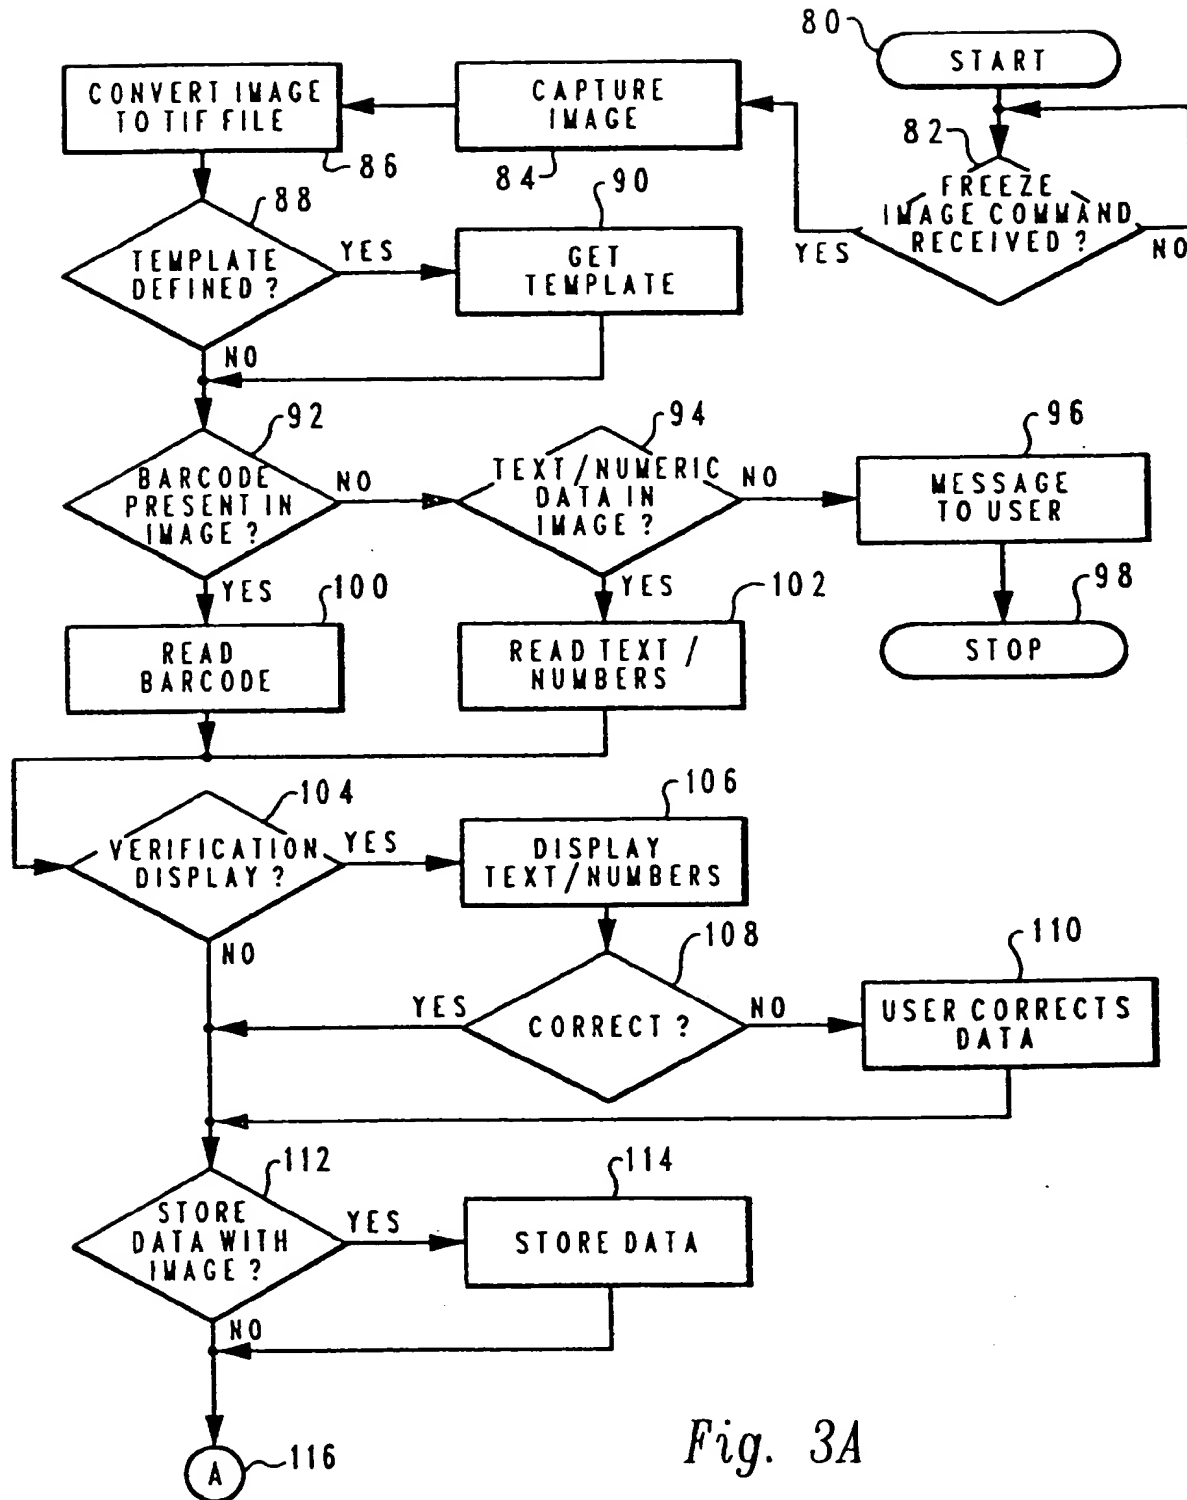 80
START
82
FREEZE
IMAGE COMMAND
RECEIVED ?
YES
NO
CAPTURE
IMAGE
84
CONVERT IMAGE
TO TIF FILE
86
88
TEMPLATE
DEFINED ?
YES
NO
90
GET
TEMPLATE
92
BARCODE
PRESENT IN
IMAGE ?
NO
YES
94
TEXT / NUMERIC
DATA IN
IMAGE ?
NO
YES
96
MESSAGE
TO USER
98
STOP
100
READ
BARCODE
102
READ TEXT /
NUMBERS
104
VERIFICATION
DISPLAY ?
YES
NO
106
DISPLAY
TEXT / NUMBERS
108
CORRECT ?
YES
NO
110
USER CORRECTS
DATA
112
STORE
DATA WITH
IMAGE ?
YES
NO
114
STORE DATA
A
116
Fig. 3A